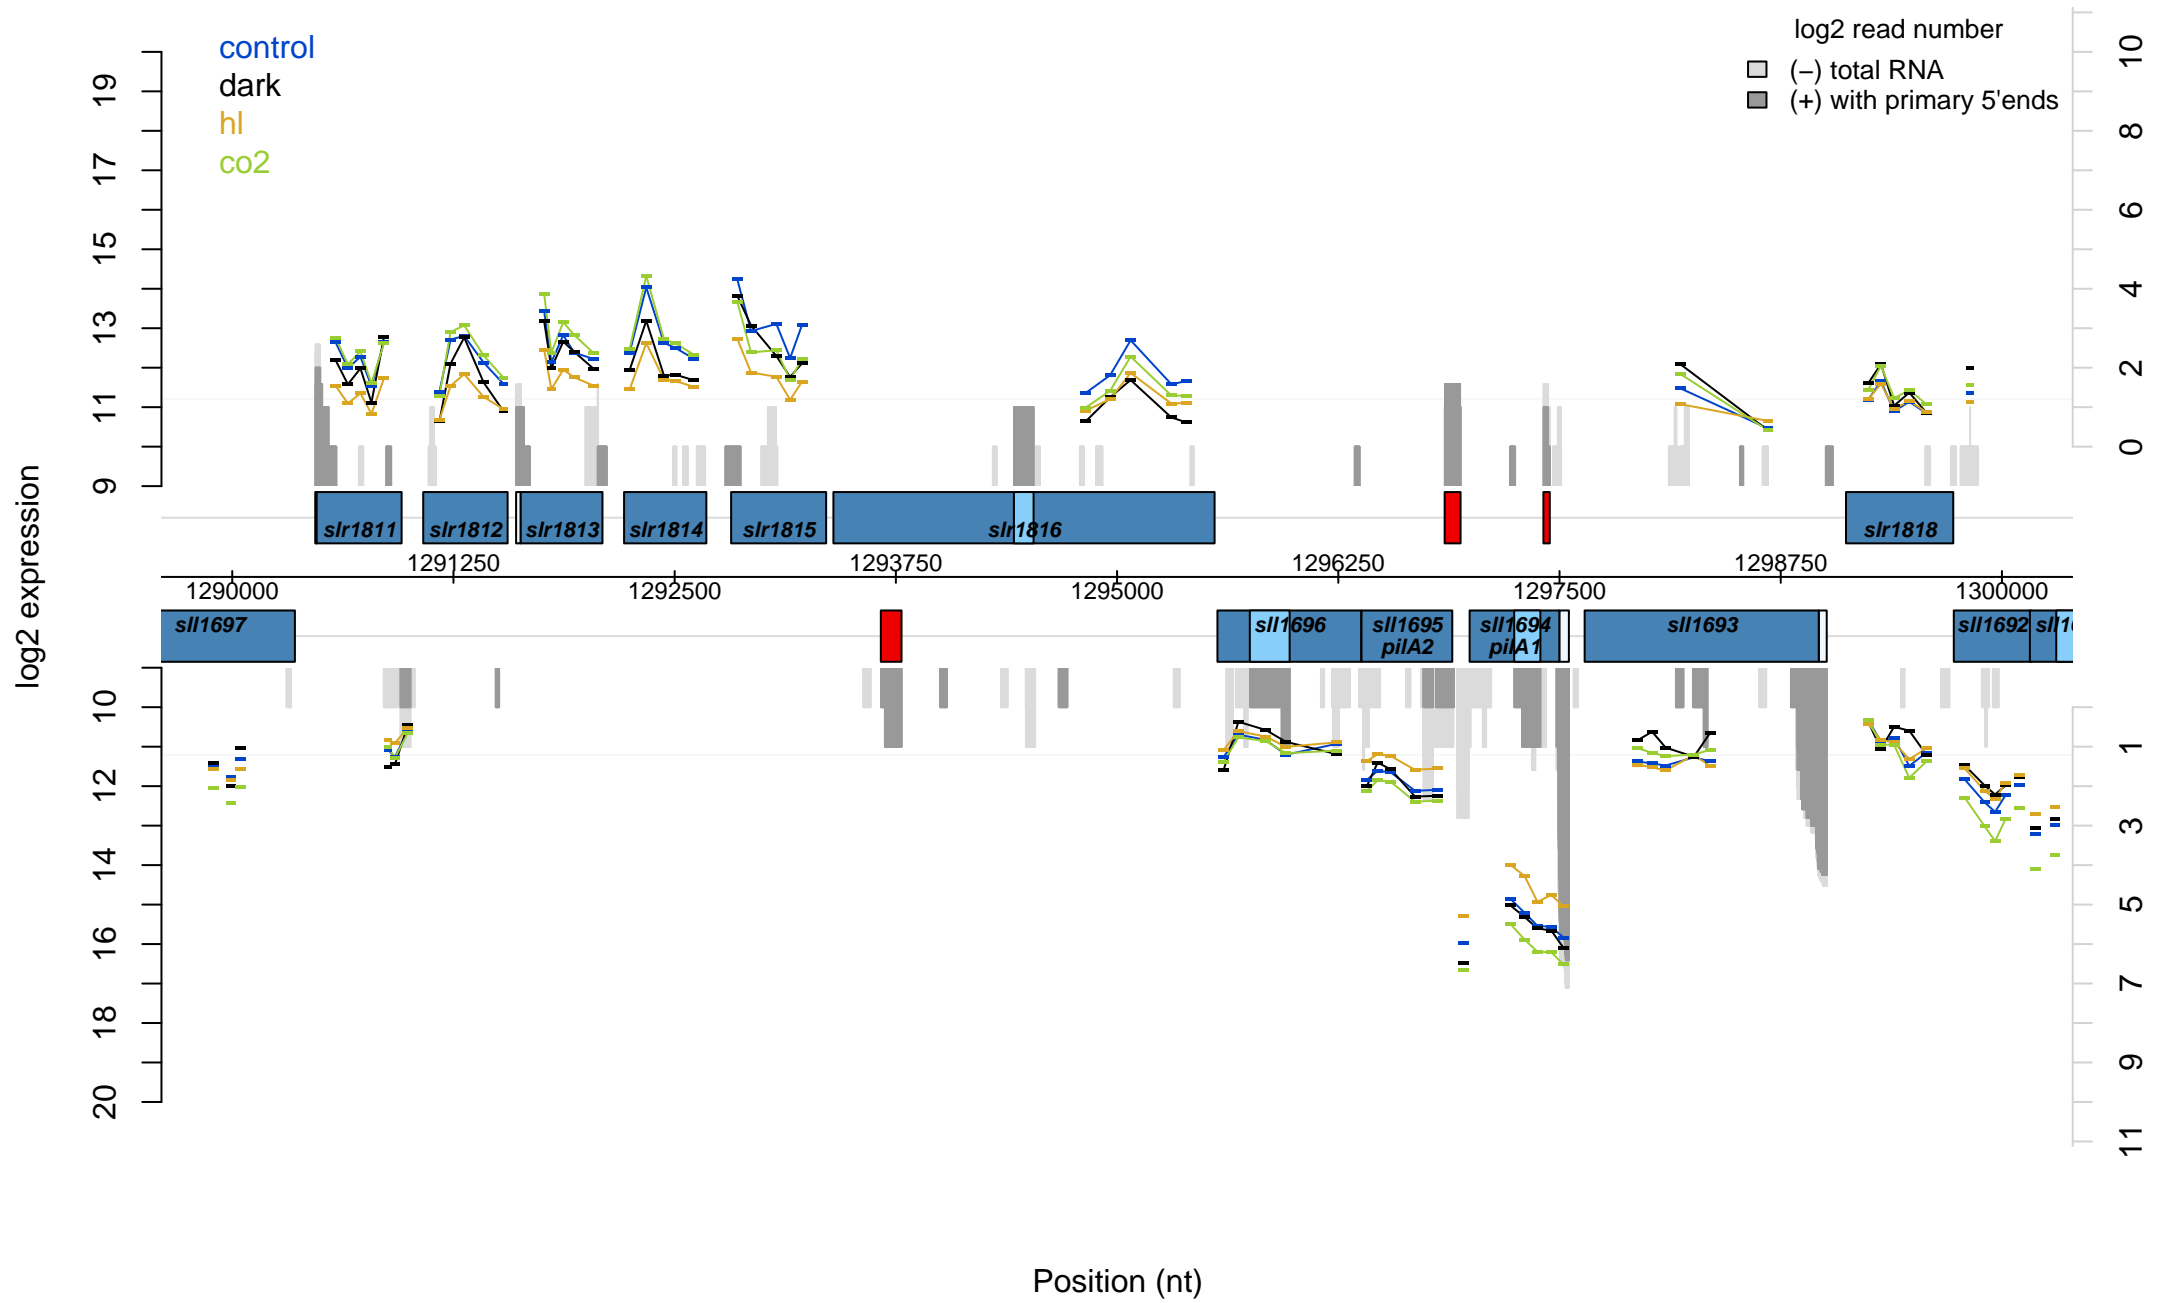 control
dark
hl
co2
log2 read number
(−) total RNA
(+) with primary 5'ends
19
17
15
13
11
9
10
8
6
4
2
0
log2 expression
slr1811
slr1812
slr1813
slr1814
slr1815
slr1816
slr1818
1291250
1293750
1296250
1298750
1290000
1292500
1295000
1297500
1300000
sll1697
sll1696
sll1695
pilA2
sll1694
pilA1
sll1693
sll1692
10
12
14
16
18
20
1
3
5
7
9
11
Position (nt)